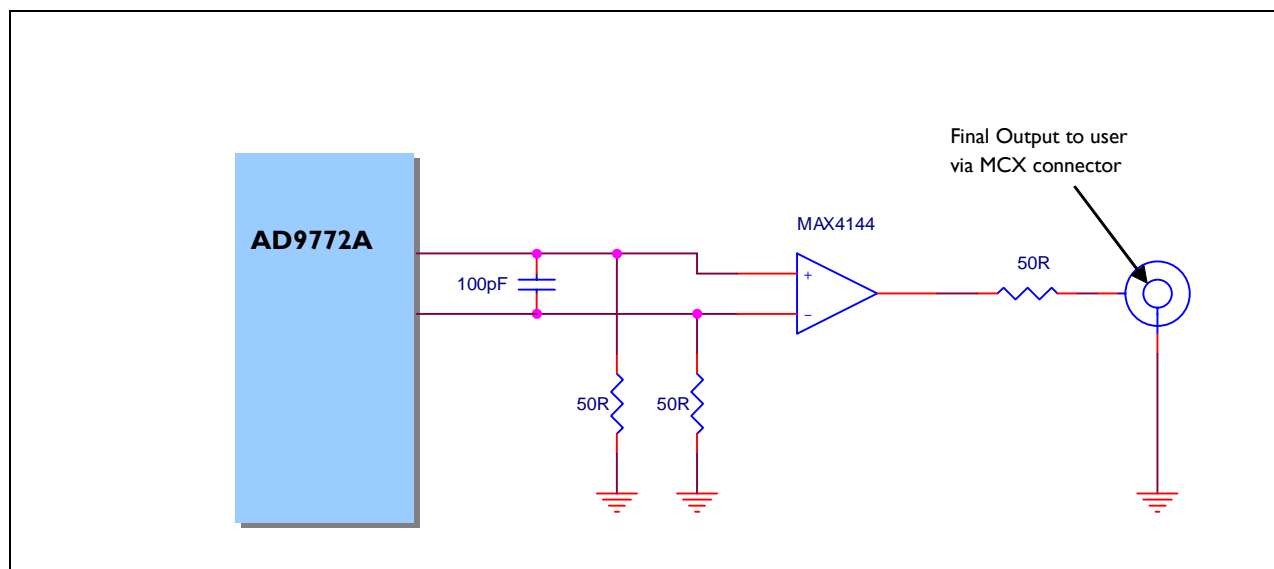 Final Output to user
via MCX connector
MAX4144
AD9772A
50R
100pF
+
−
50R
50R